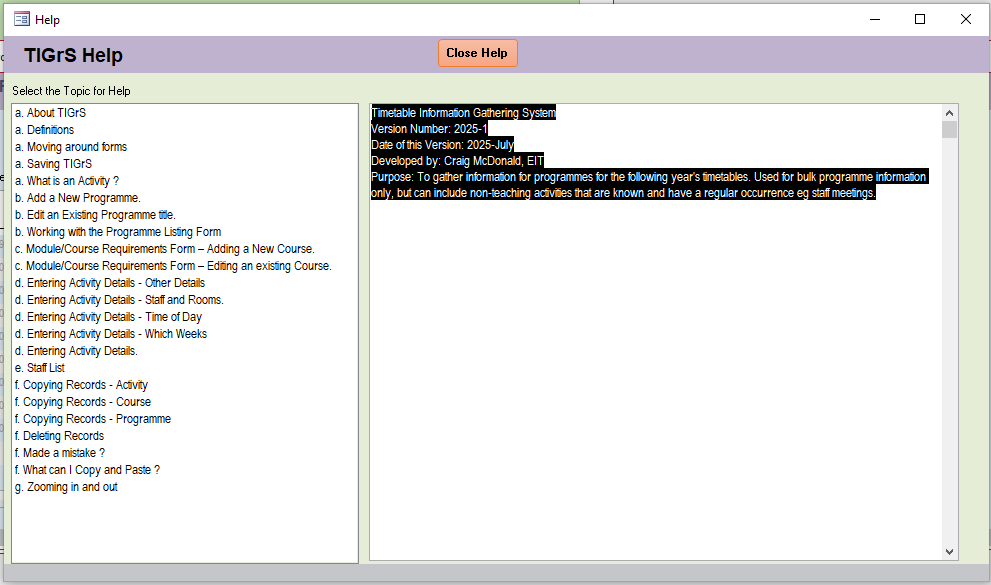 Help
TIGrS Help
Close Help
Select the Topic for Help
a. About TIGrS
a. Definitions
a. Moving around forms
a. Saving TIGrS
a. What is an Activity ?
b. Add a New Programme.
b. Edit an Existing Programme title.
b. Working with the Programme Listing Form
c. Module/Course Requirements Form – Adding a New Course.
c. Module/Course Requirements Form – Editing an existing Course.
d. Entering Activity Details - Other Details
d. Entering Activity Details - Staff and Rooms.
d. Entering Activity Details - Time of Day
d. Entering Activity Details - Which Weeks
d. Entering Activity Details.
e. Staff List
f. Copying Records - Activity
f. Copying Records - Course
f. Copying Records - Programme
f. Deleting Records
f. Made a mistake ?
f. What can I Copy and Paste ?
g. Zooming in and out
Timetable Information Gathering System
Version Number: 2025-1
Date of this Version: 2025-July
Developed by: Craig McDonald, EIT
Purpose: To gather information for programmes for the following year's timetables. Used for bulk programme information
only, but can include non-teaching activities that are known and have a regular occurrence eg staff meetings.